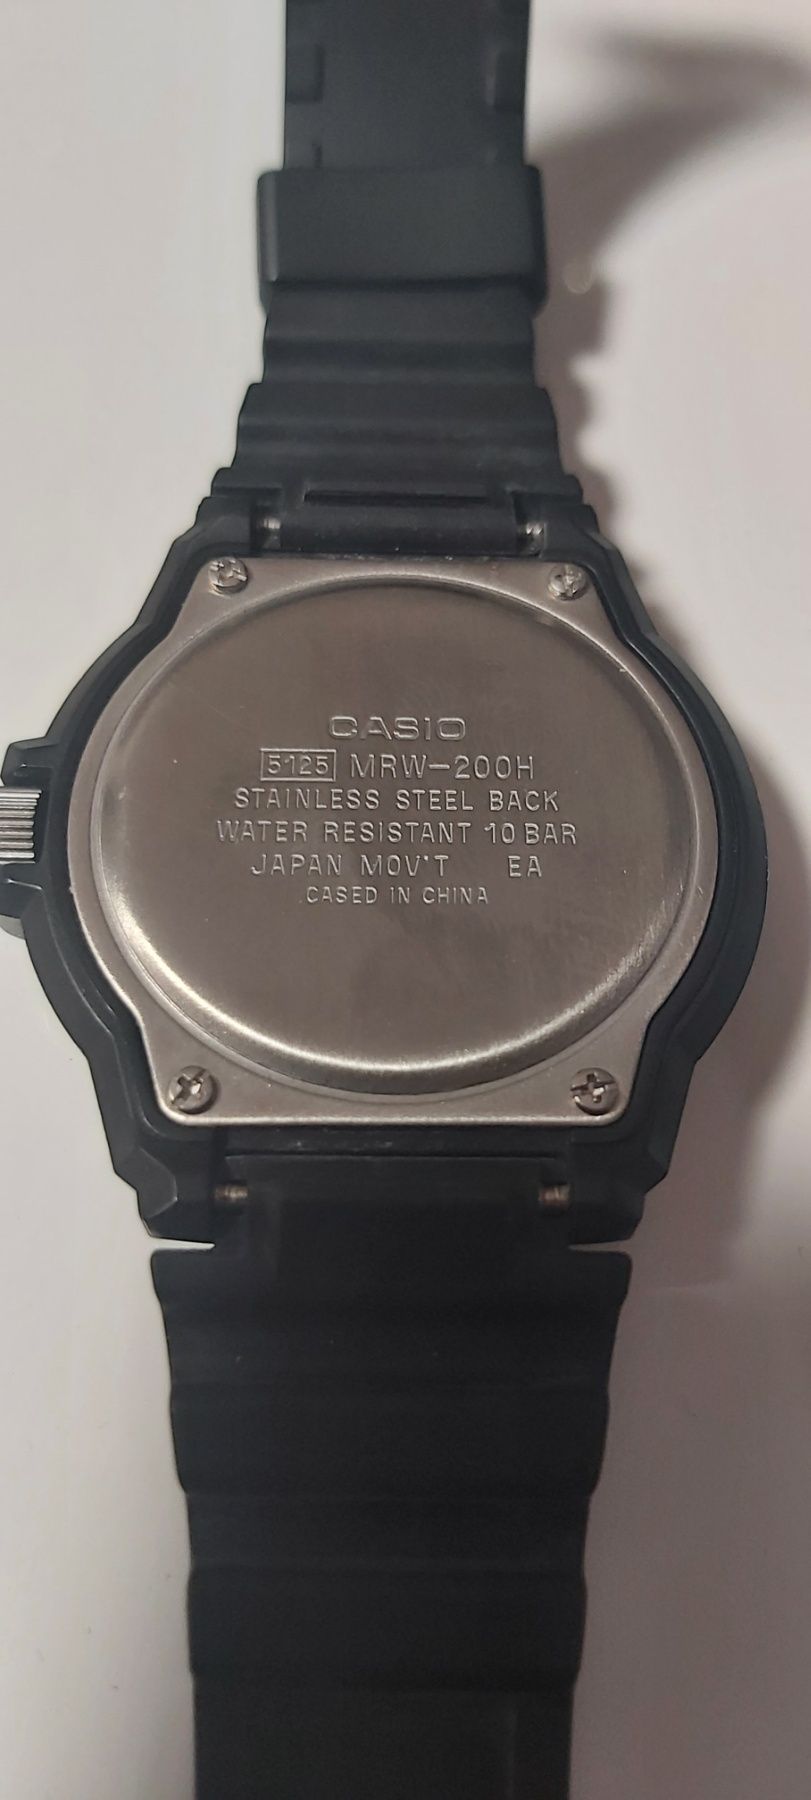 CASIO
5125 MRW-200H
STAINLESS STEEL BACK
WATER RESISTANT 10 BAR
JAPAN MOV'T EA
CASED IN CHINA